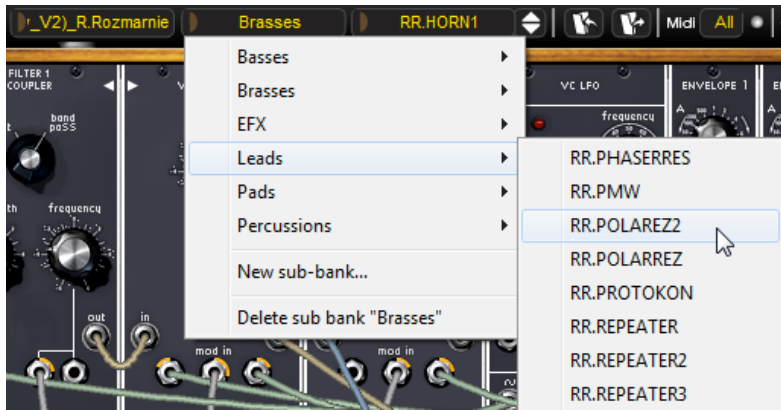 r_V2)_R.Rozmarnie Brasses RR.HORN1 Midi All
FILTER 1
COUPLER
band
pass
frequency
out
in
mod in
mod in
VC LFO
frequency
ENVELOPE 1
A
Basses
Brasses
EFX
Leads
Pads
Percussions
New sub-bank...
Delete sub bank "Brasses"
RR.PHASERRES
RR.PMW
RR.POLAREZ2
RR.POLARREZ
RR.PROTOKON
RR.REPEATER
RR.REPEATER2
RR.REPEATER3